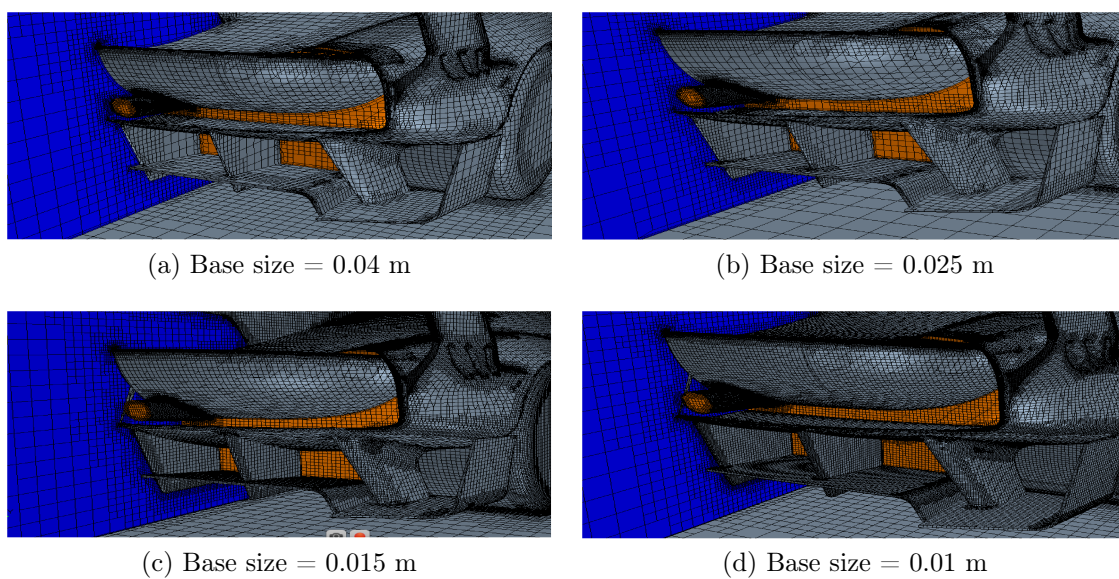 (a) Base size = 0.04 m
(b) Base size = 0.025 m
(c) Base size = 0.015 m
(d) Base size = 0.01 m